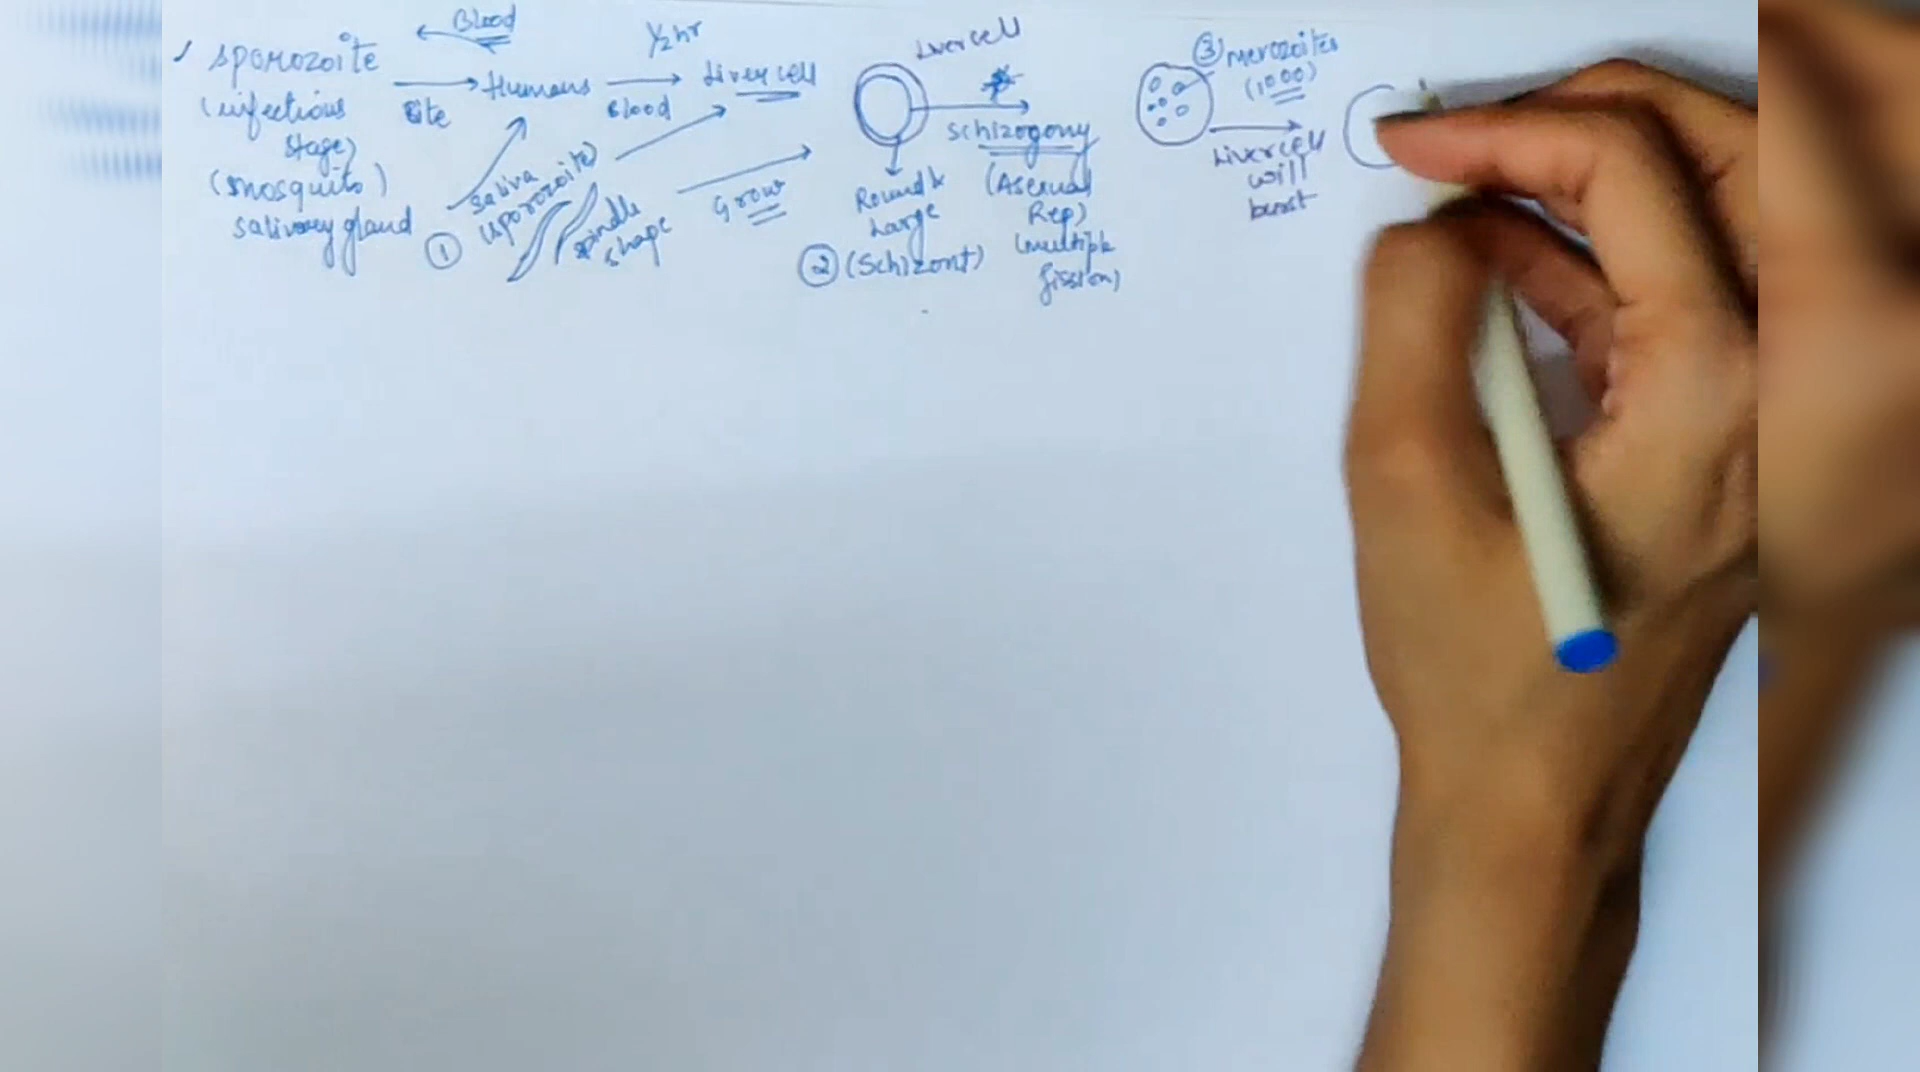 Blood
Sporozoite
(infectious
stage)
(mosquito)
salivary gland
Bite
Humans
1/2 hr
Blood
Liver cell
① saliva
(sporozoite)
spindle
shape
Grow
Liver cell
Round &
Large
② (Schizont)
Schizogony
(Asexual
Rep)
(multiple
fission)
③ Merozoites
(1000)
Liver cell
will
burst